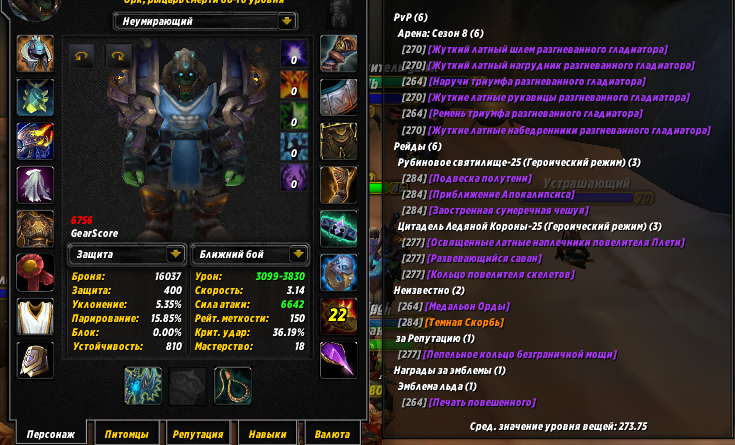 Орк, рыцарь смерти 80-го уровня
Неумирающий
0
0
0
0
0
6756
GearScore
Защита
Броня: 16037
Защита: 400
Уклонение: 5.35%
Парирование: 15.85%
Блок: 0.00%
Устойчивость: 810
Ближний бой
Урон: 3099-3830
Скорость: 3.14
Сила атаки: 6642
Рейт. меткости: 150
Крит. удар: 36.19%
Мастерство: 18
22
Персонаж
Питомцы
Репутация
Навыки
Валюта
PvP (6)
Арена: Сезон 8 (6)
[270] [Жуткий латный шлем разгневанного гладиатора]
[270] [Жуткий латный нагрудник разгневанного гладиатора]
[264] [Наручи триумфа разгневанного гладиатора]
[270] [Жуткие латные рукавицы разгневанного гладиатора]
[264] [Ремень триумфа разгневанного гладиатора]
[270] [Жуткие латные набедренники разгневанного гладиатора]
Рейды (6)
Рубиновое святилище-25 (Героический режим) (3)
[284] [Подвеска полутени]
[284] [Приближение Апокалипсиса]
[284] [Заостренная сумеречная чешуя]
Цитадель Ледяной Короны-25 (Героический режим) (3)
[277] [Освященные латные наплечники повелителя Плети]
[277] [Развевающийся саван]
[277] [Кольцо повелителя скелетов]
Неизвестно (2)
[264] [Медальон Орды]
[284] [Темная Скорбь]
за Репутацию (1)
[277] [Пепельное кольцо безграничной мощи]
Награды за эмблемы (1)
Эмблема льда (1)
[264] [Печать повешенного]
Сред. значение уровня вещей: 273.75
Устрашающий
70